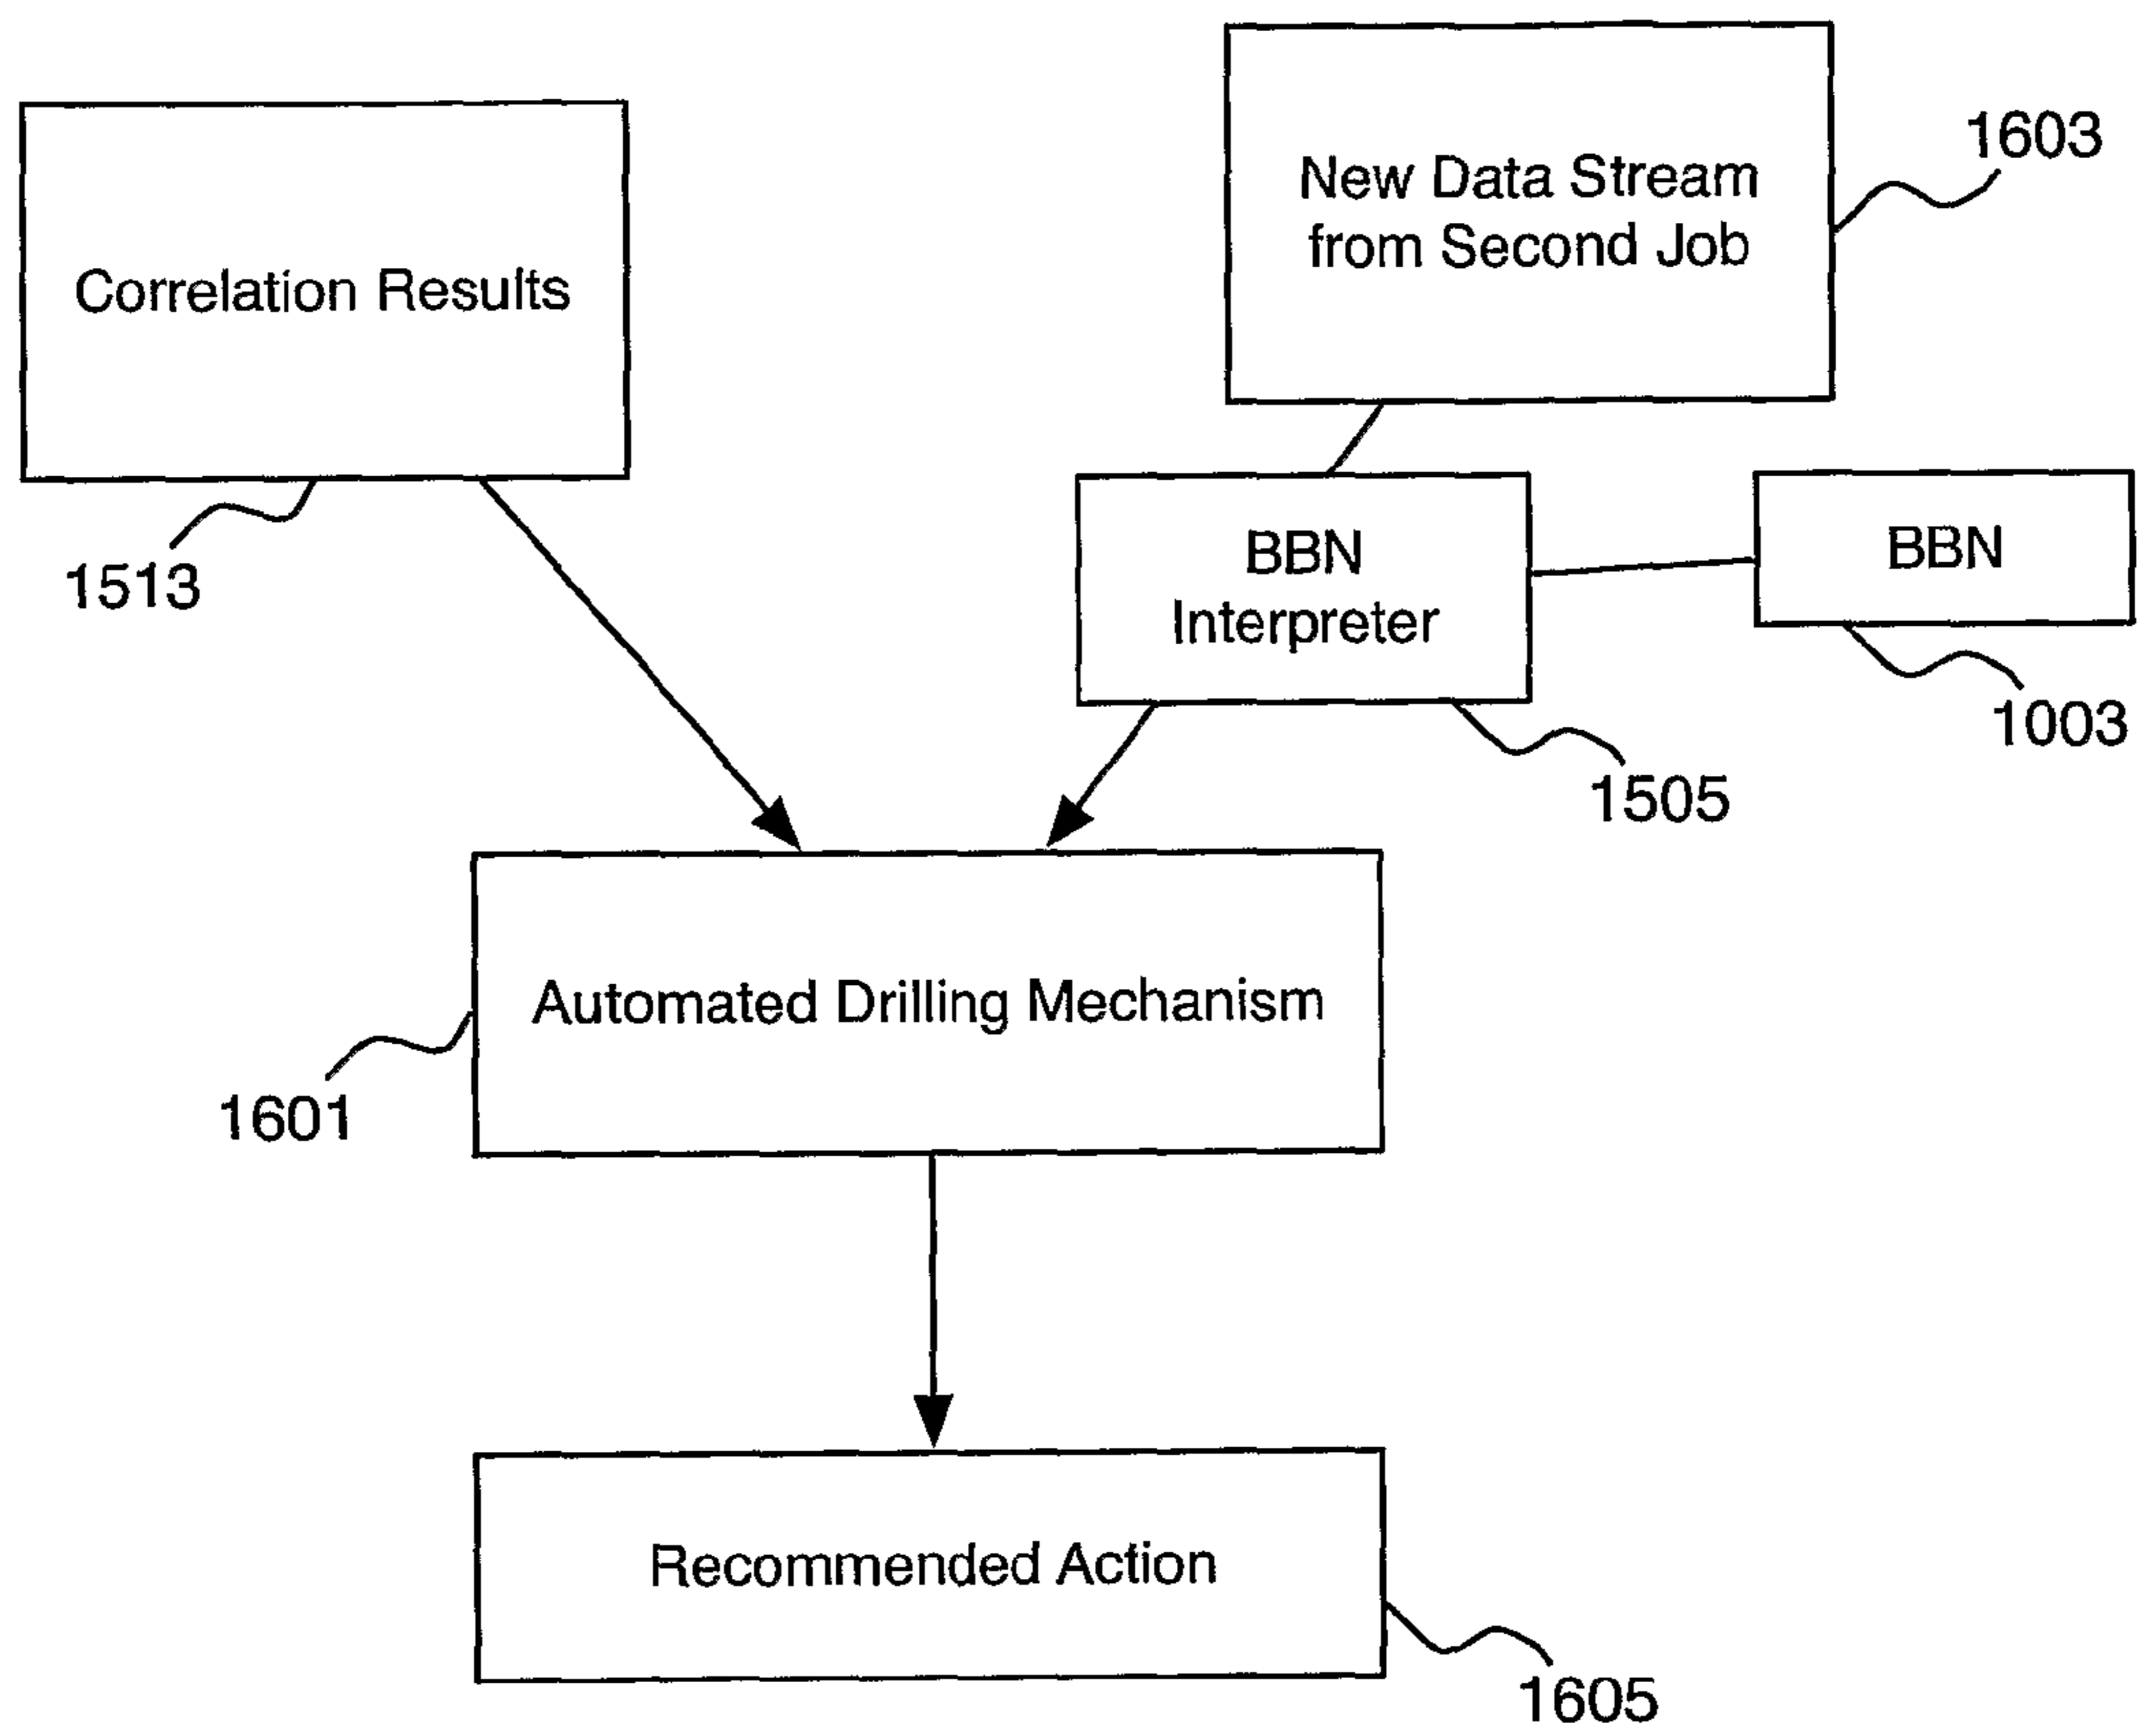 1603
New Data Stream
from Second Job
Correlation Results
1513
BBN
Interpreter
BBN
1003
1505
Automated Drilling Mechanism
1601
Recommended Action
1605